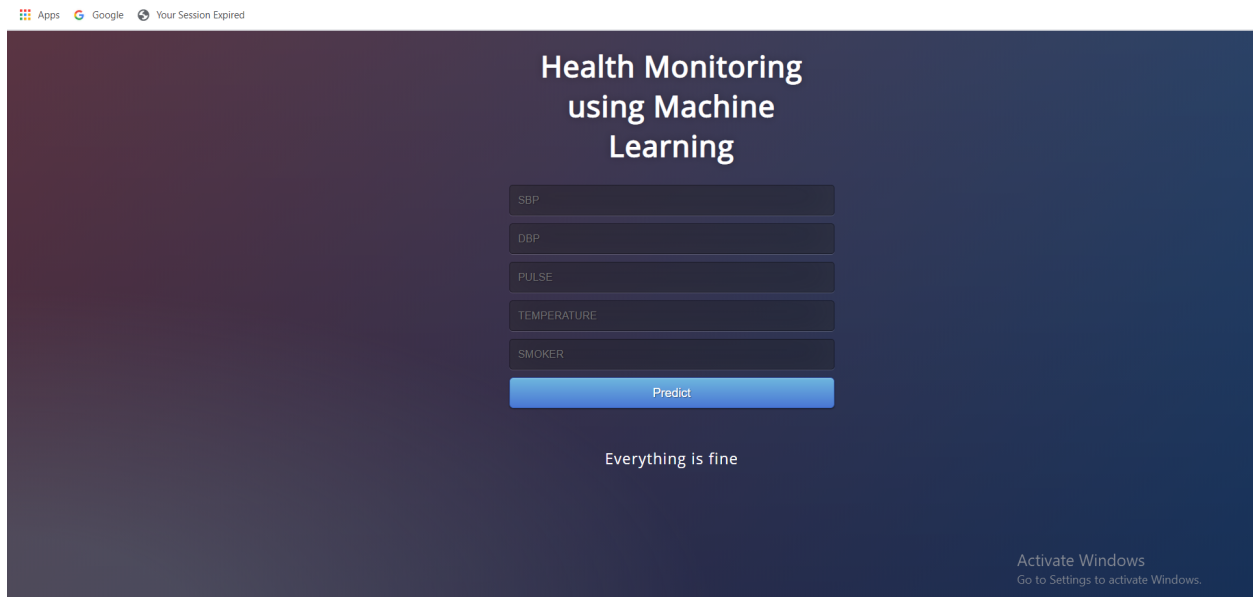 Apps Google Your Session Expired
Health Monitoring
using Machine
Learning
SBP
DBP
PULSE
TEMPERATURE
SMOKER
Predict
Everything is fine
Activate Windows
Go to Settings to activate Windows.